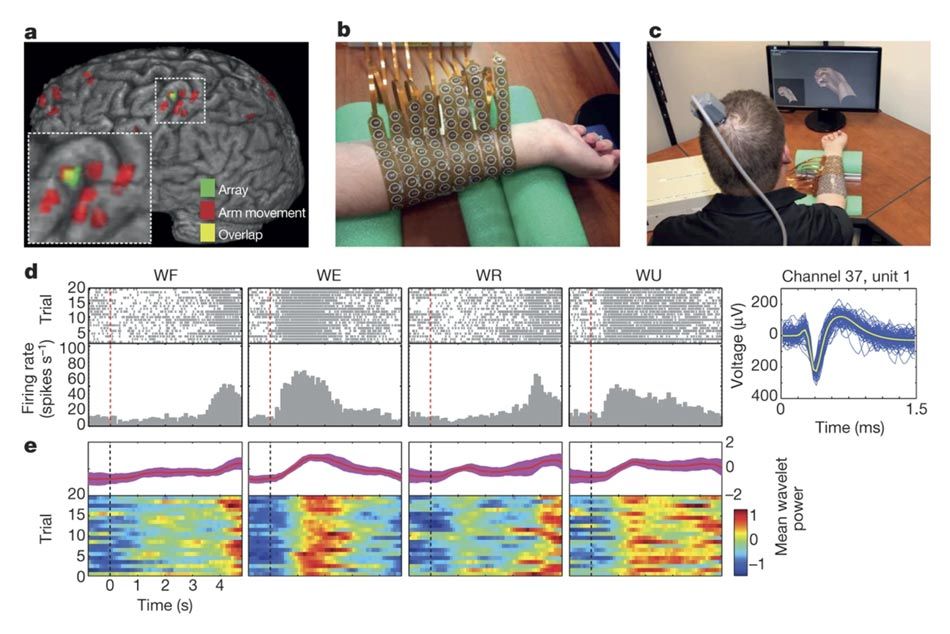 a
Array
Arm movement
Overlap
b
c
d
WF
WE
WR
WU
Trial
20
15
10
5
Firing rate
(spikes s⁻¹)
100
80
60
40
20
0
Channel 37, unit 1
Voltage (µV)
200
0
200
400
0
1.5
Time (ms)
e
2
0
−2
Trial
20
15
10
5
0
0
1
2
3
4
Time (s)
1
0
−1
Mean wavelet
power